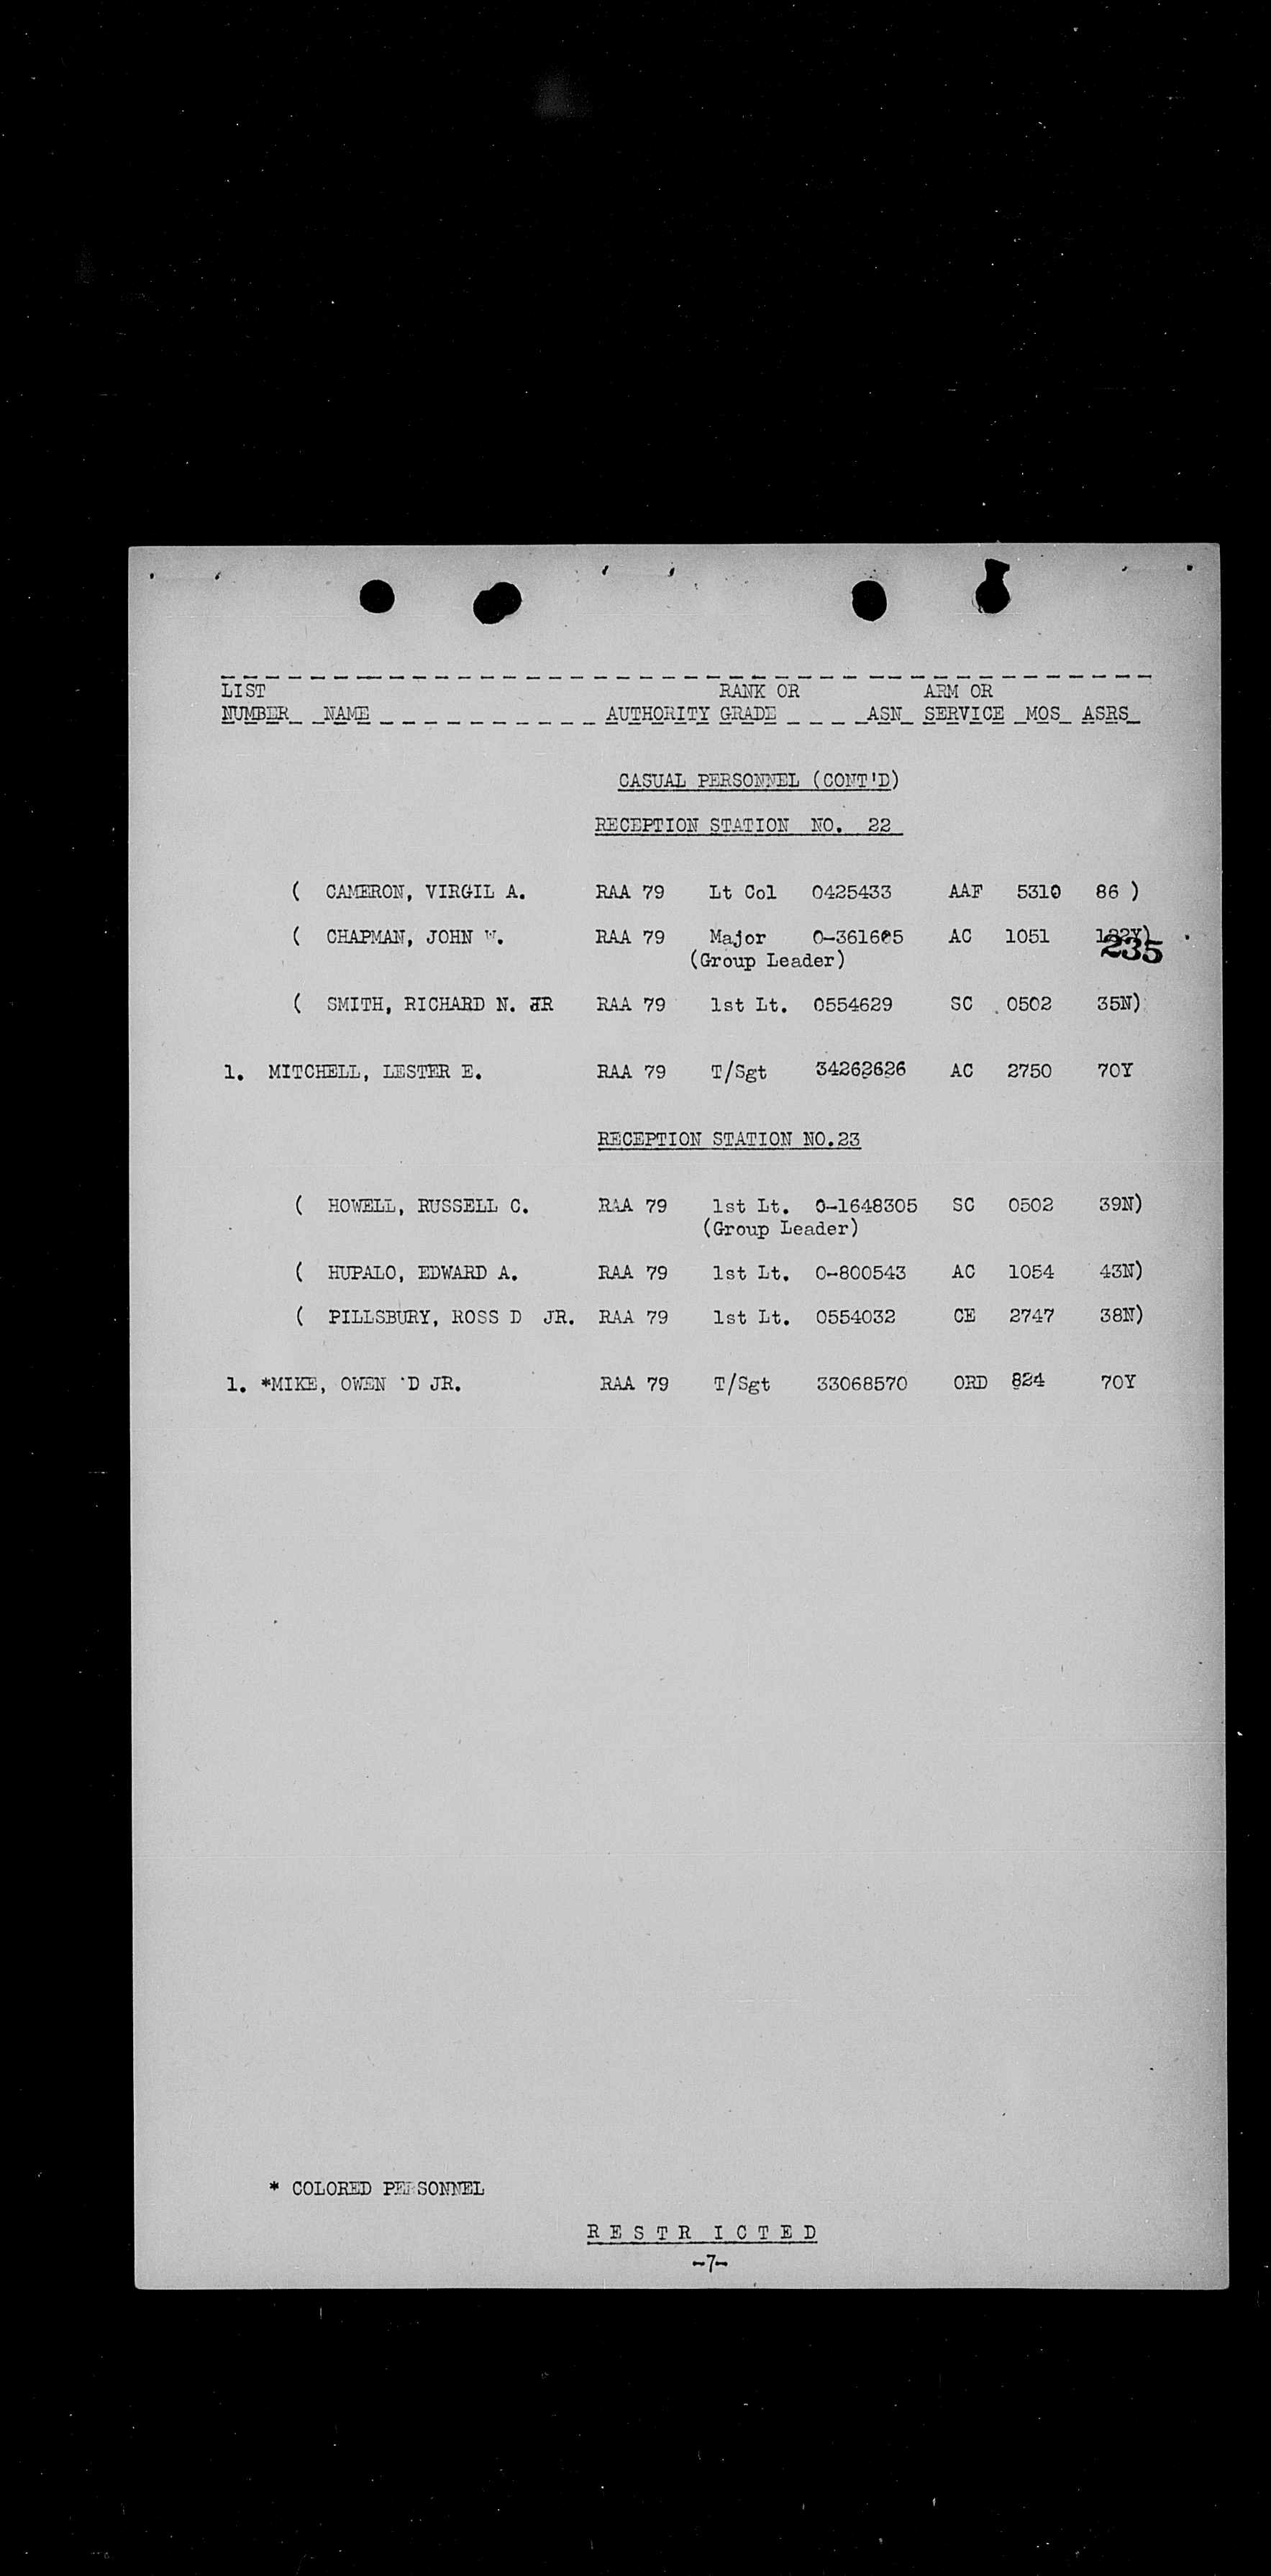 LIST RANK OR ARM OR
NUMBER NAME AUTHORITY GRADE ASN SERVICE MOS ASRS
CASUAL PERSONNEL (CONT'D)
RECEPTION STATION NO. 22
( CAMERON, VIRGIL A. RAA 79 Lt Col 0425433 AAF 5310 86 )
( CHAPMAN, JOHN W. RAA 79 Major AC 1051
(Group Leader) 235
( SMITH, RICHARD N. JR RAA 79 1st Lt. 0554629 SC 0502 35N)
1. MITCHELL, LESTER E. RAA 79 T/Sgt 34262626 AC 2750 70Y
RECEPTION STATION NO.23
( HOWELL, RUSSELL C. RAA 79 1st Lt. 0-1648305 SC 0502 39N)
(Group Leader)
( HUPALO, EDWARD A. RAA 79 1st Lt. 0-800543 AC 1054 43N)
( PILLSBURY, ROSS D JR. RAA 79 1st Lt. 0554032 CE 2747 38N)
1. *MIKE, OWEN D JR. RAA 79 T/Sgt 33068570 ORD 824 70Y
* COLORED PERSONNEL
R E S T R I C T E D
-7-